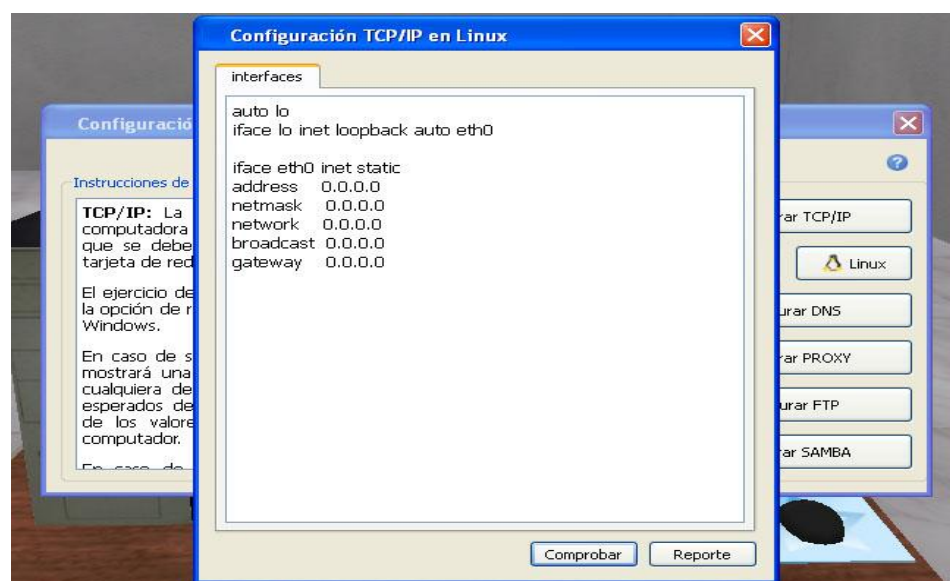 Configuración TCP/IP en Linux
interfaces
auto lo
iface lo inet loopback auto eth0
iface eth0 inet static
address 0.0.0.0
netmask 0.0.0.0
network 0.0.0.0
broadcast 0.0.0.0
gateway 0.0.0.0
Comprobar
Reporte
Configuració
Instrucciones de
TCP/IP: La
computadora
que se debe
tarjeta de red
El ejercicio de
la opción de r
Windows.
En caso de s
mostrará una
cualquiera de
esperados de
de los valore
computador.
En caso de
rar TCP/IP
Linux
urar DNS
rar PROXY
urar FTP
rar SAMBA